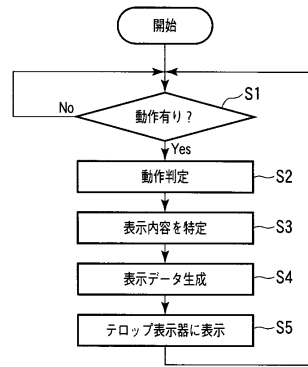 開始
S1
動作有り?
No
Yes
動作判定
S2
表示内容を特定
S3
表示データ生成
S4
テロップ表示器に表示
S5